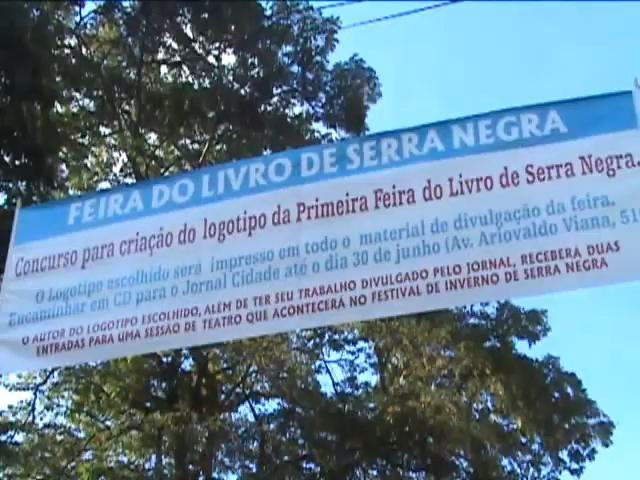 FEIRA DO LIVRO DE SERRA NEGRA
Concurso para criação do logotipo da Primeira Feira do Livro de Serra Negra.
O Logotipo escolhido será impresso em todo o material de divulgação da feira.
Encaminhar em CD para o Jornal Cidade até o dia 30 de junho (Av. Ariovaldo Viana, 51
O AUTOR DO LOGOTIPO ESCOLHIDO, ALÉM DE TER SEU TRABALHO DIVULGADO PELO JORNAL, RECEBERÁ DUAS
ENTRADAS PARA UMA SESSÃO DE TEATRO QUE ACONTECERÁ NO FESTIVAL DE INVERNO DE SERRA NEGRA